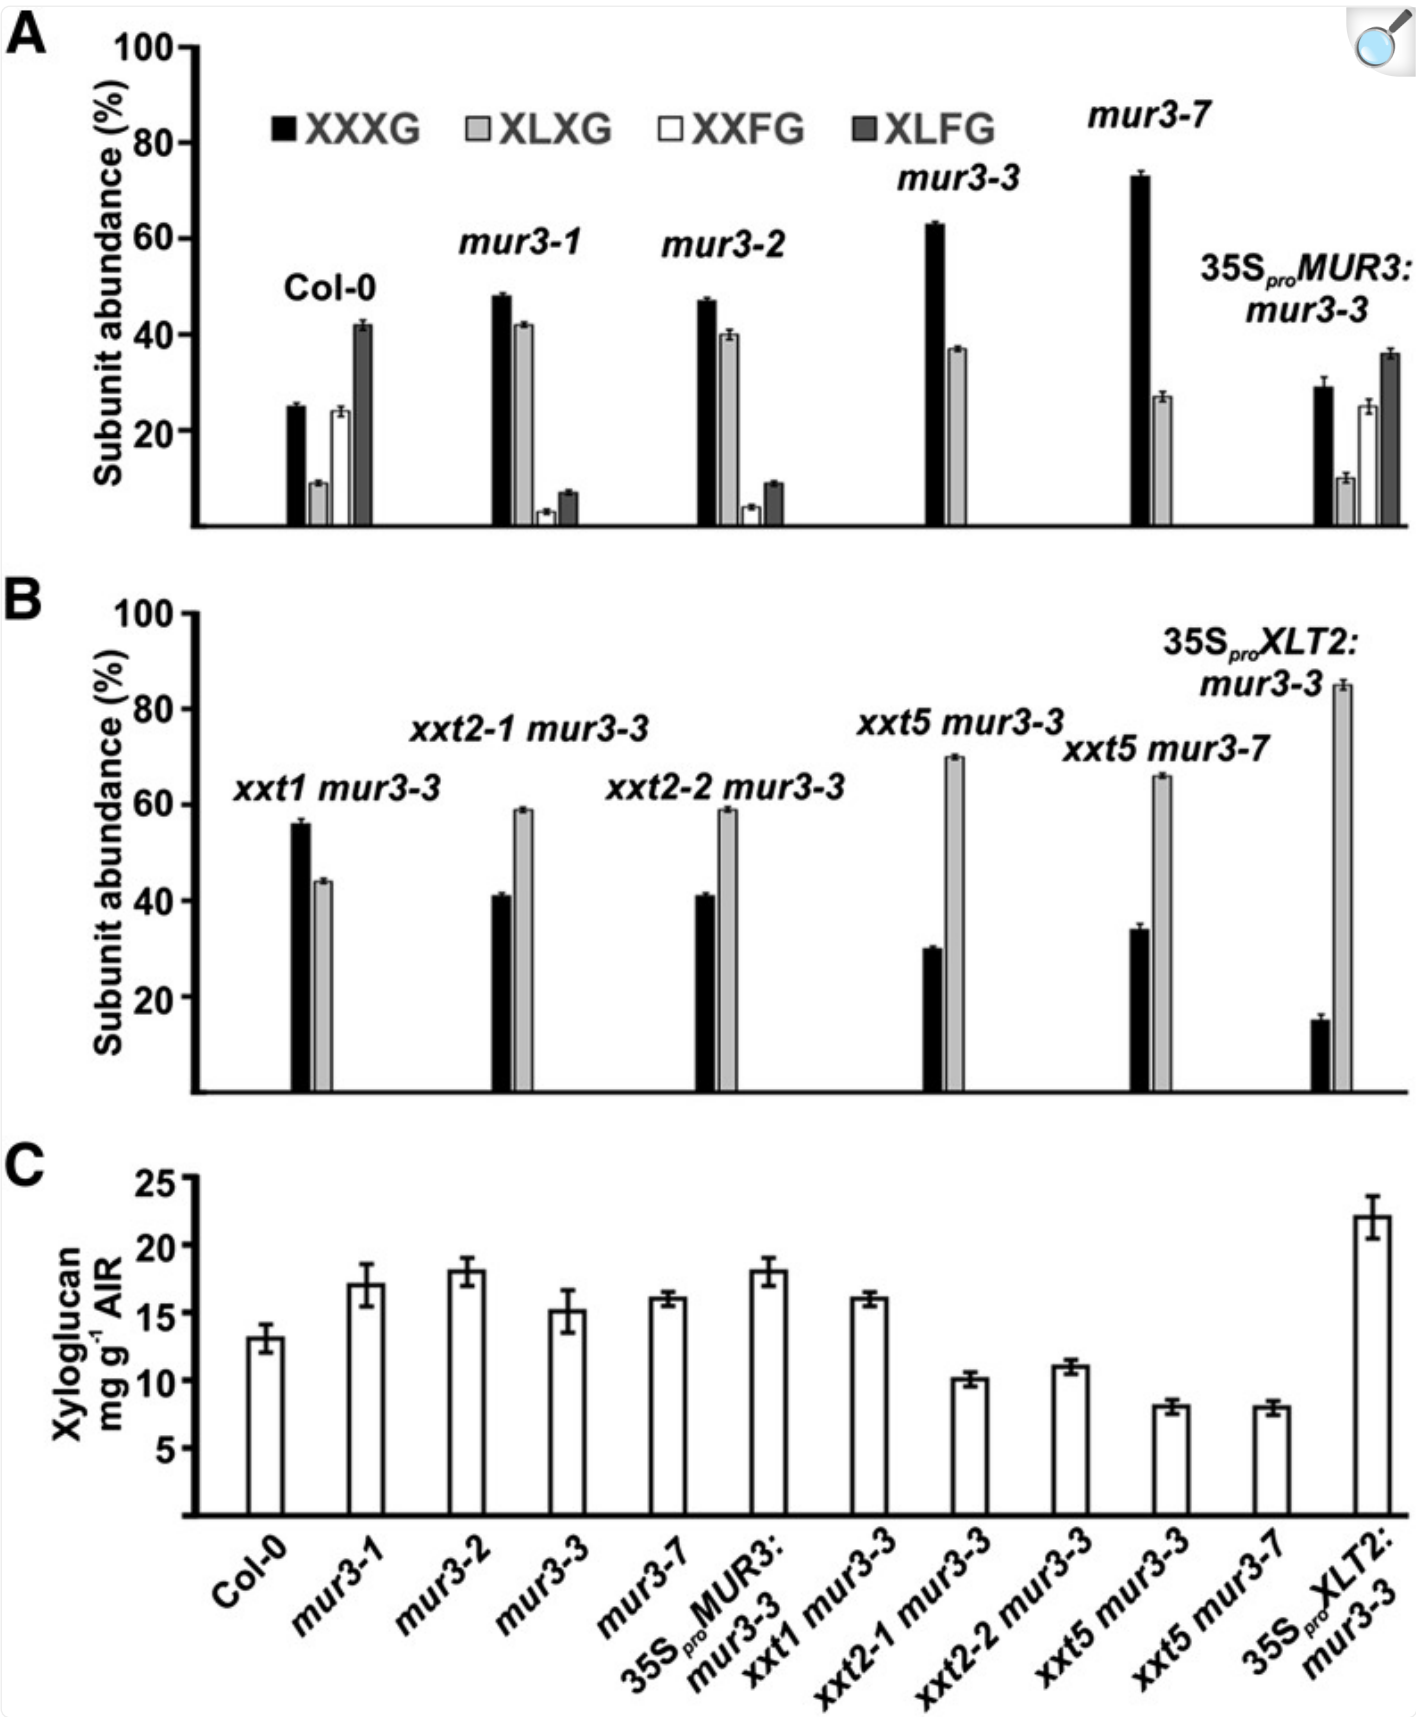 A
100
80
60
40
20
Subunit abundance (%)
XXXG XLXG XXFG XLFG
Col-0
mur3-1
mur3-2
mur3-3
mur3-7
35SproMUR3:
mur3-3
B
100
80
60
40
20
Subunit abundance (%)
xxt1 mur3-3
xxt2-1 mur3-3
xxt2-2 mur3-3
xxt5 mur3-3
xxt5 mur3-7
35SproXLT2:
mur3-3
C
25
20
15
10
5
Xyloglucan
mg g-1 AIR
Col-0
mur3-1
mur3-2
mur3-3
mur3-7
35SproMUR3:
mur3-3
xxt1 mur3-3
xxt2-1 mur3-3
xxt2-2 mur3-3
xxt5 mur3-3
xxt5 mur3-7
35SproXLT2:
mur3-3